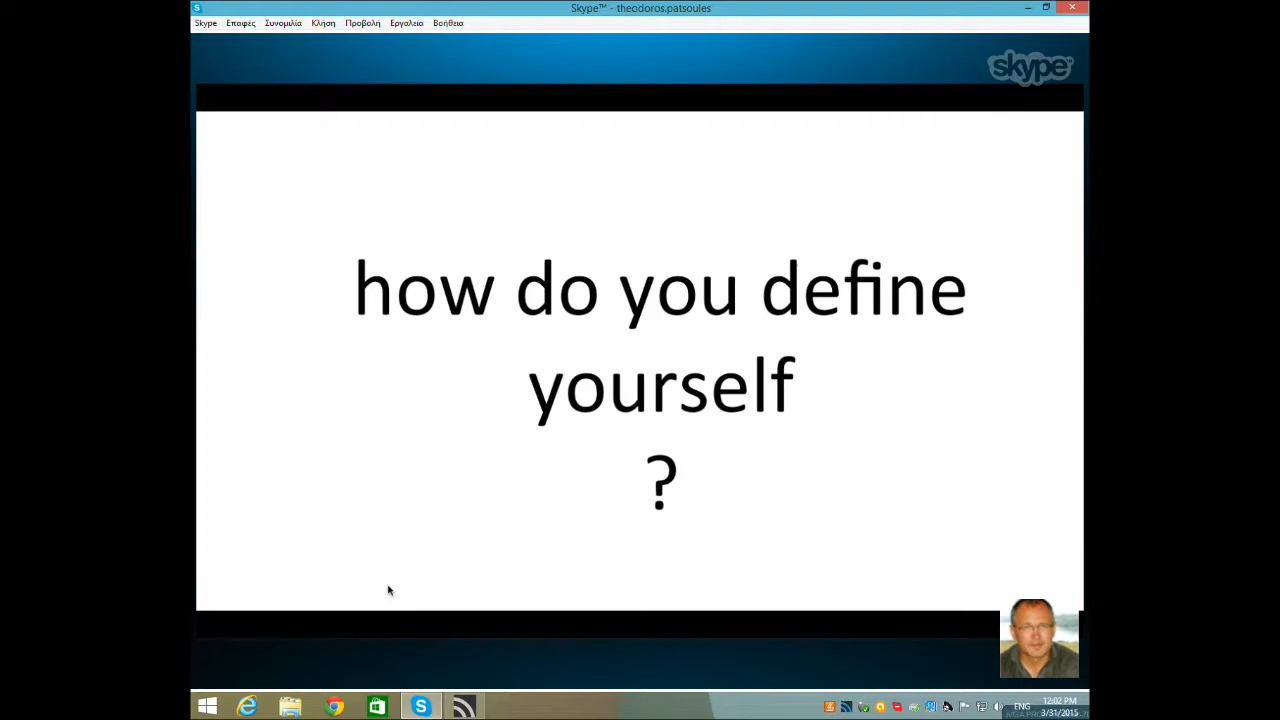 Skype™ - theodoros.patsoules
Skype Επαφές Συνομιλία Κλήση Προβολή Εργαλεία Βοήθεια
skype™
how do you define
yourself
?
ENG
12:02 PM
3/31/2015